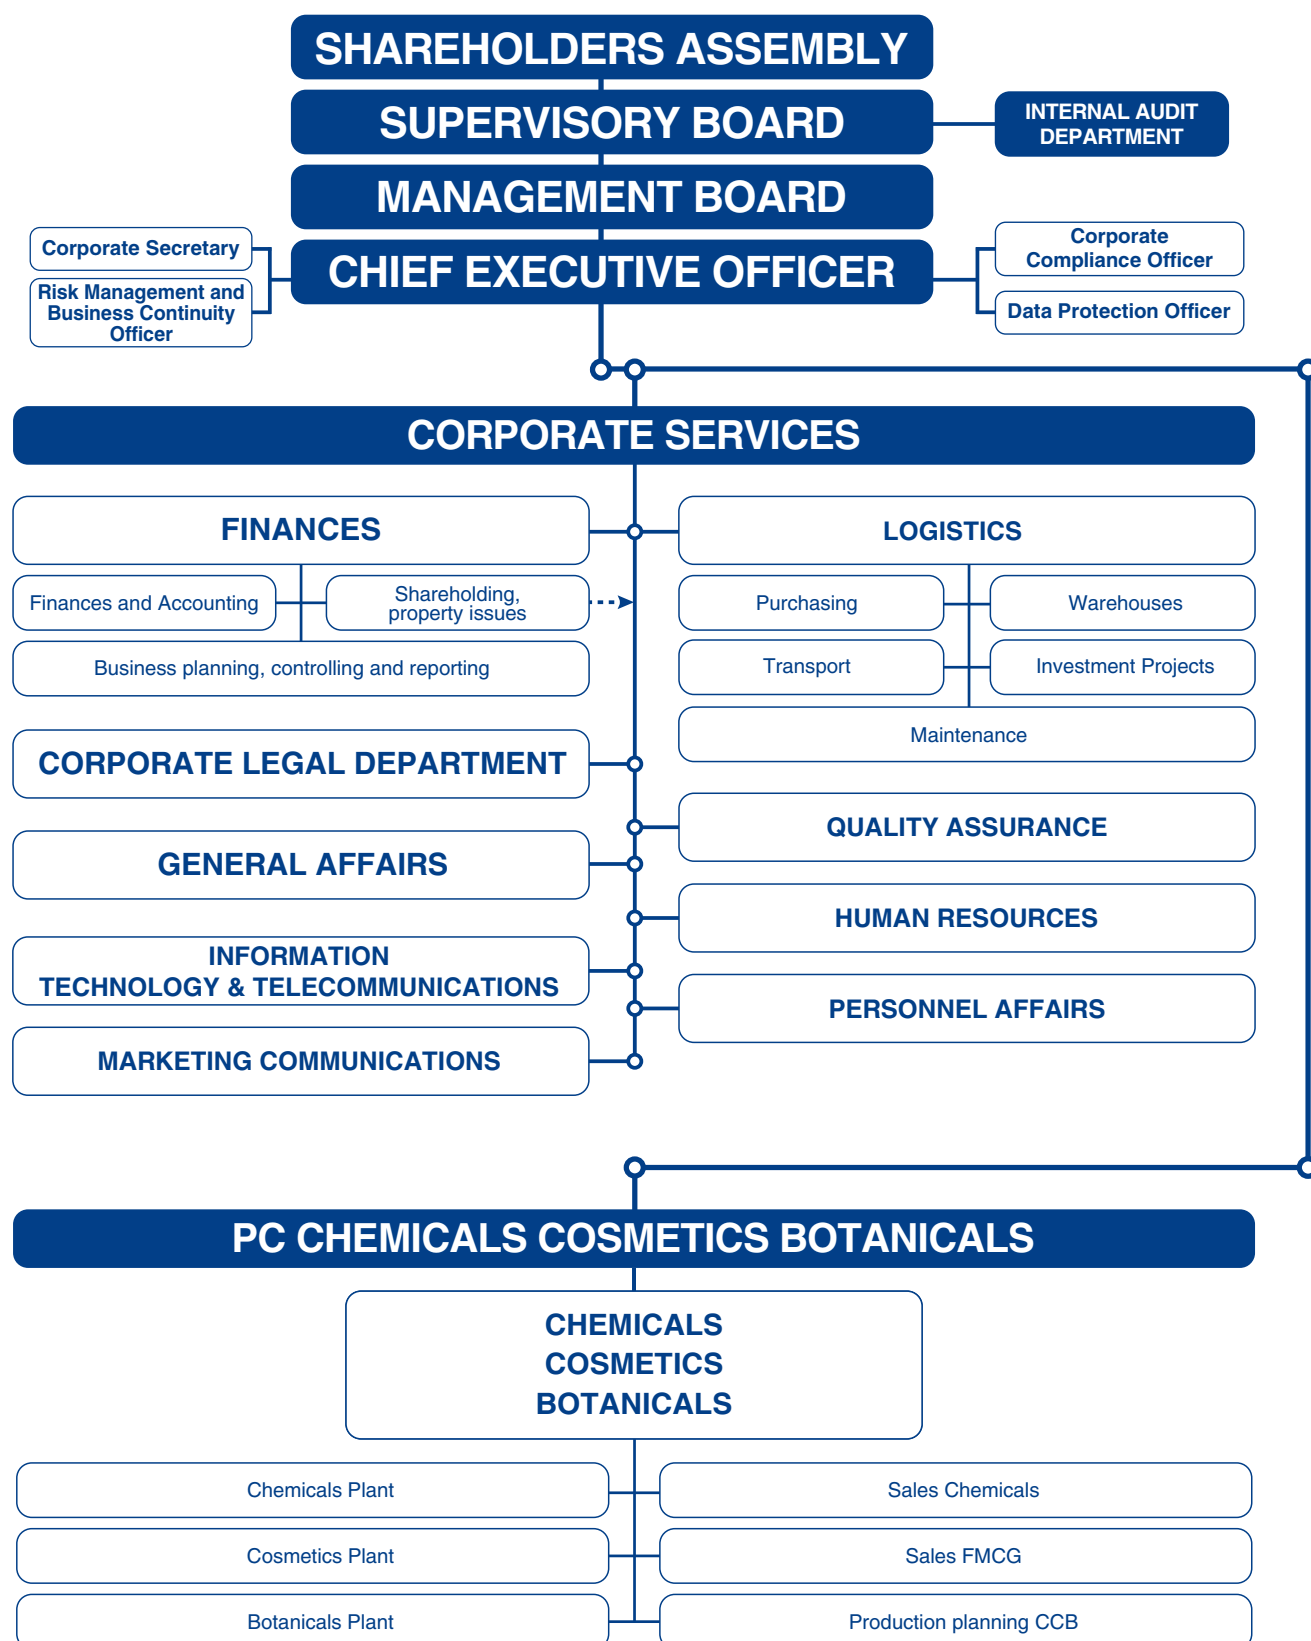 SHAREHOLDERS ASSEMBLY
SUPERVISORY BOARD
INTERNAL AUDIT
DEPARTMENT
MANAGEMENT BOARD
Corporate Secretary
CHIEF EXECUTIVE OFFICER
Corporate
Compliance Officer
Risk Management and
Business Continuity
Officer
Data Protection Officer
CORPORATE SERVICES
FINANCES
Finances and Accounting
Shareholding,
property issues
Business planning, controlling and reporting
LOGISTICS
Purchasing
Warehouses
Transport
Investment Projects
Maintenance
CORPORATE LEGAL DEPARTMENT
QUALITY ASSURANCE
GENERAL AFFAIRS
HUMAN RESOURCES
INFORMATION
TECHNOLOGY & TELECOMMUNICATIONS
PERSONNEL AFFAIRS
MARKETING COMMUNICATIONS
PC CHEMICALS COSMETICS BOTANICALS
CHEMICALS
COSMETICS
BOTANICALS
Chemicals Plant
Sales Chemicals
Cosmetics Plant
Sales FMCG
Botanicals Plant
Production planning CCB